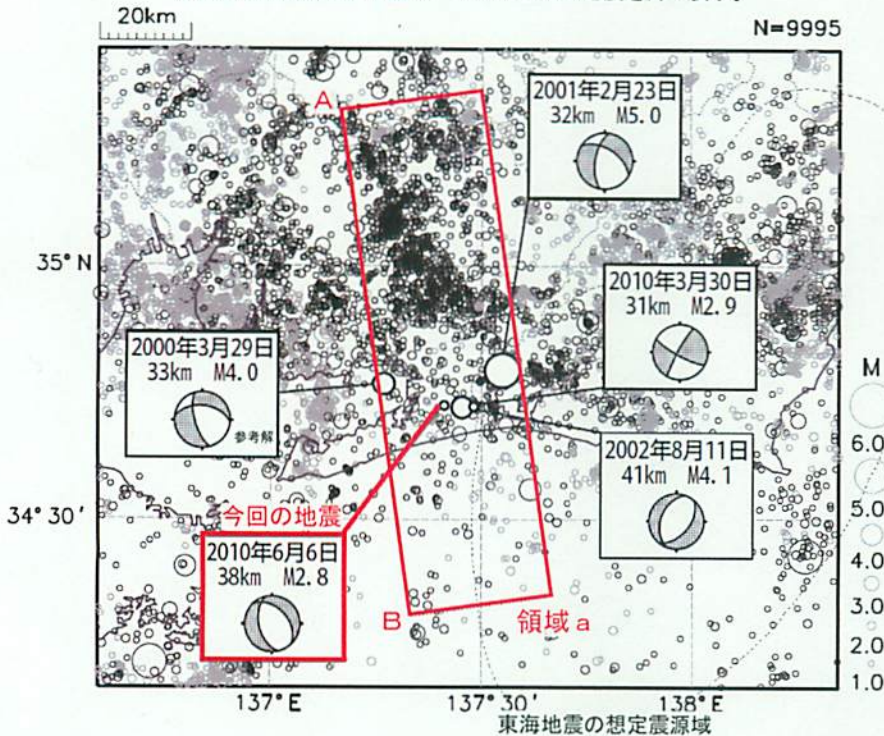 20km
N=9995
A
2001年2月23日
32km M5.0
35°N
2010年3月30日
31km M2.9
2000年3月29日
33km M4.0
参考解
M
6.0
5.0
4.0
3.0
2.0
1.0
2002年8月11日
41km M4.1
34°30′
今回の地震
2010年6月6日
38km M2.8
B
領域a
137°E
137°30′
138°E
東海地震の想定震源域